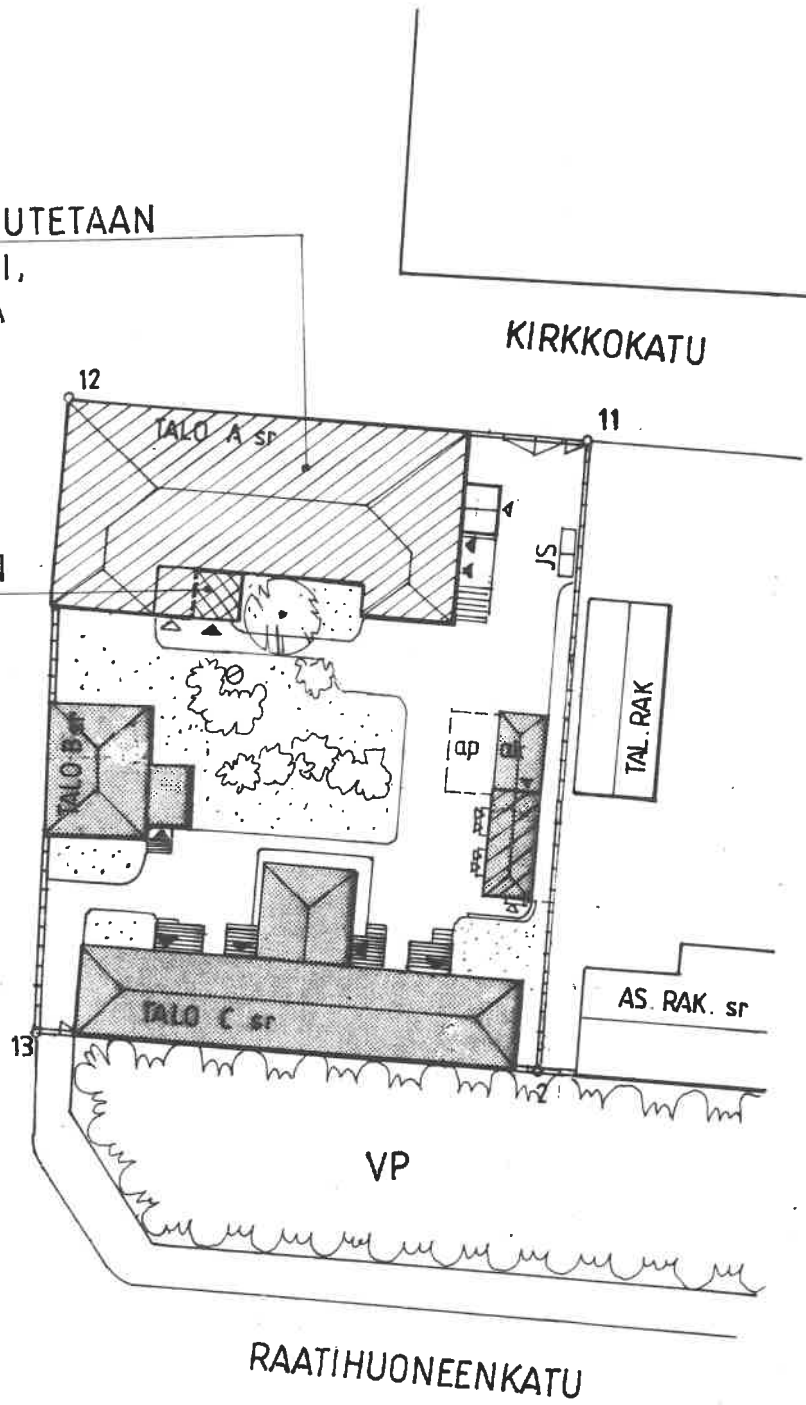 UTETAAN
I,
KIRKKOKATU
12
11
TALO A sr
JS
TAL. RAK
ap
TALO B sr
AS. RAK. sr
TALO C sr
13
2
VP
RAATIHUONEENKATU